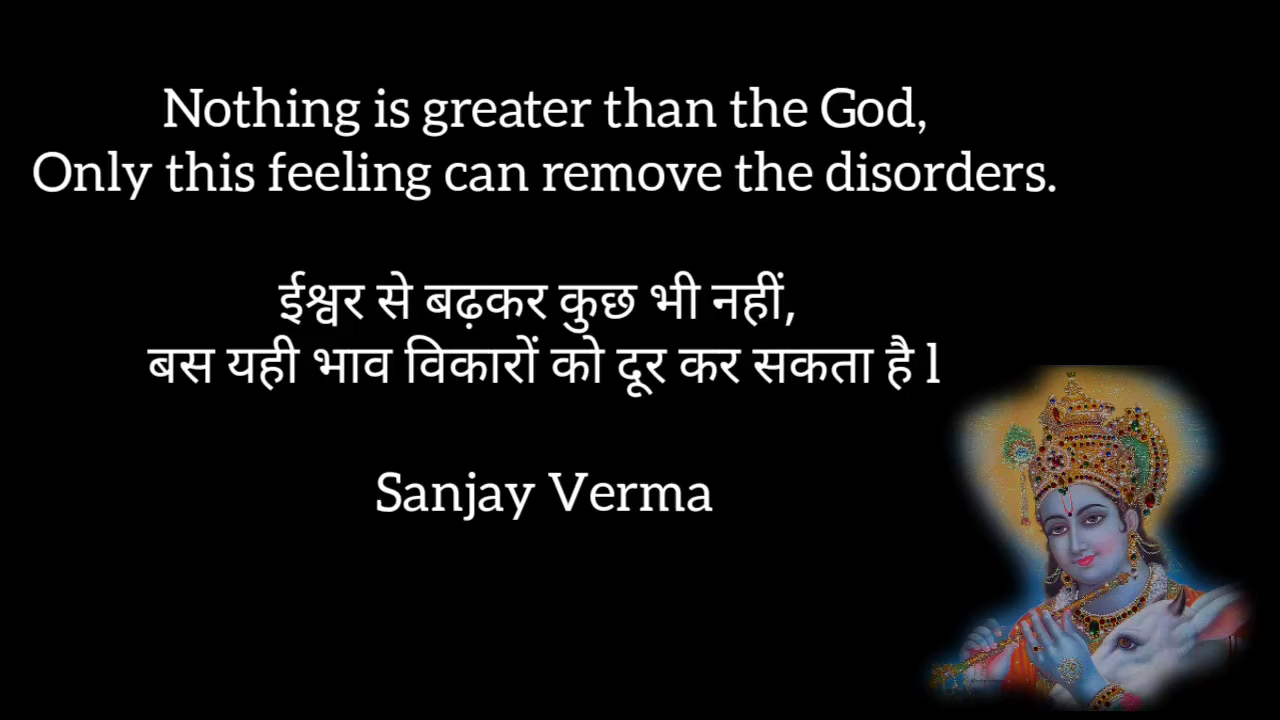 Nothing is greater than the God,
Only this feeling can remove the disorders.
ईश्वर से बढ़कर कुछ भी नहीं,
बस यही भाव विकारों को दूर कर सकता है l
Sanjay Verma